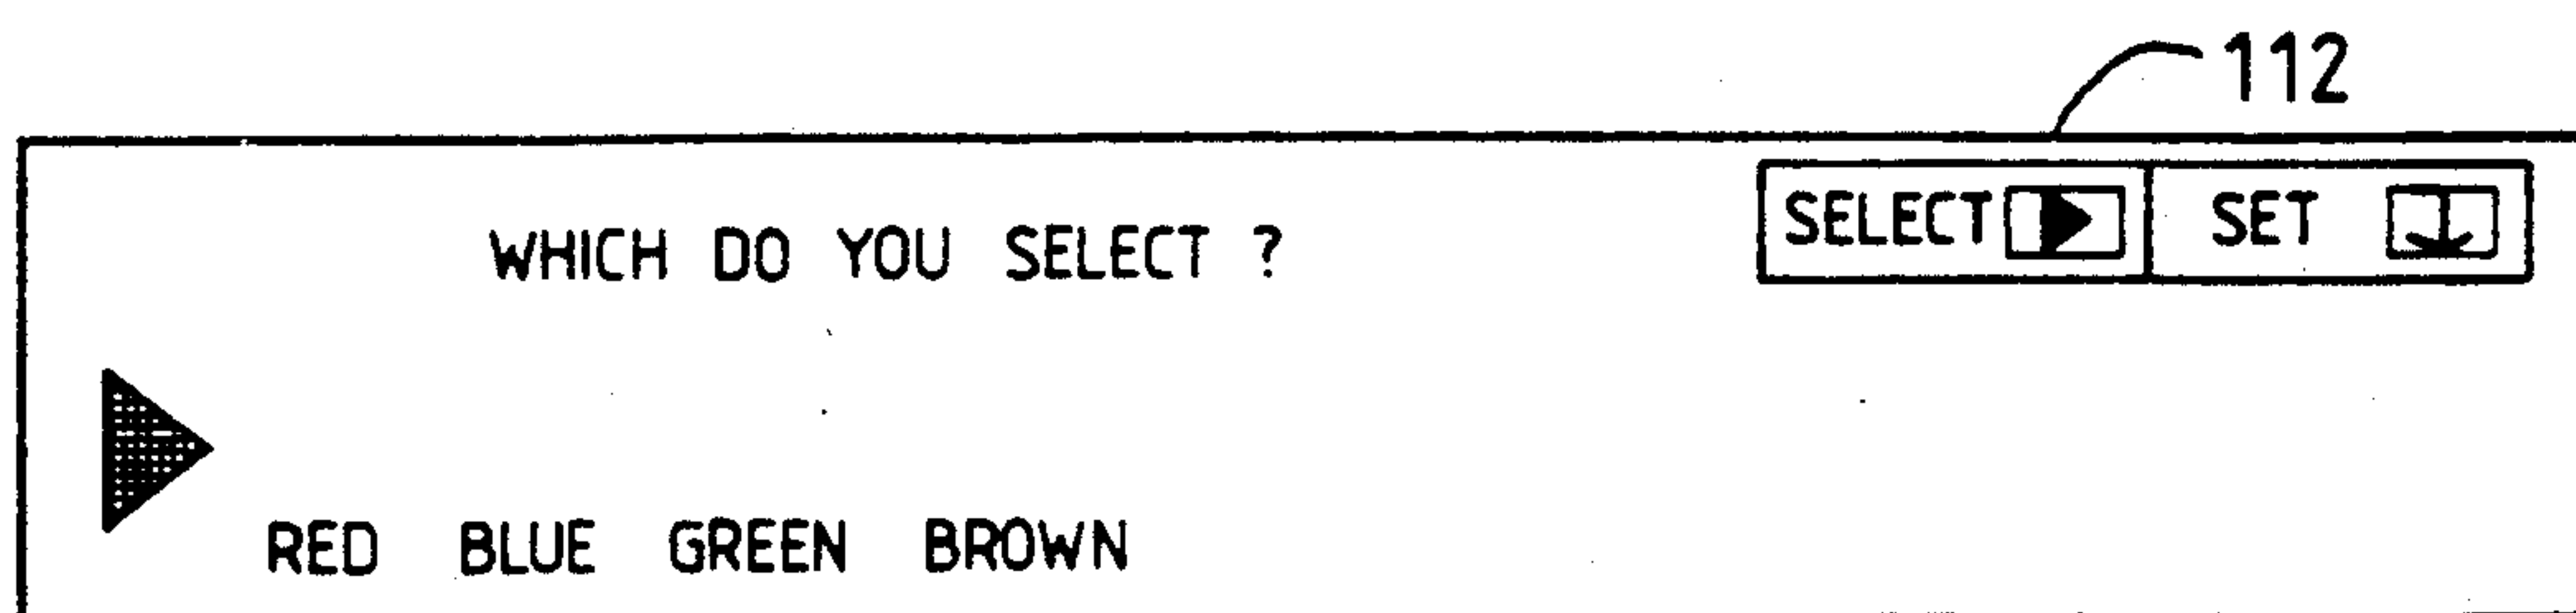 112
SELECT SET
WHICH DO YOU SELECT ?
RED BLUE GREEN BROWN